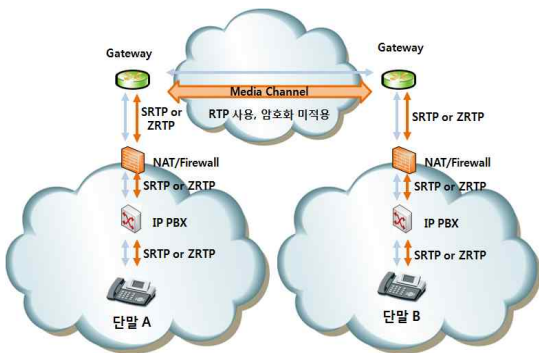 Gateway
Gateway
Media Channel
RTP 사용, 암호화 미적용
SRTP or
ZRTP
SRTP or ZRTP
NAT/Firewall
NAT/Firewall
SRTP or ZRTP
SRTP or ZRTP
IP PBX
IP PBX
SRTP or ZRTP
SRTP or ZRTP
단말 A
단말 B